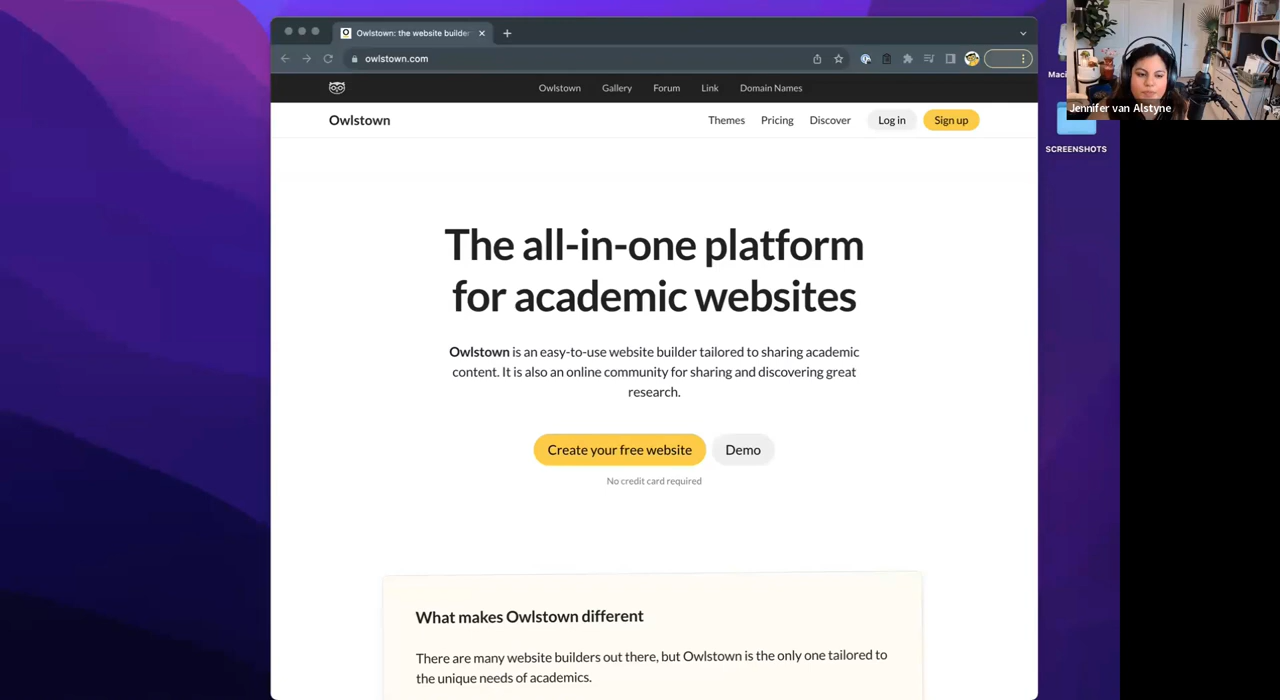 Owlstown: the website builder
owlstown.com
Owlstown Gallery Forum Link Domain Names
Owlstown
Themes Pricing Discover Log in Sign up
The all-in-one platform
for academic websites
Owlstown is an easy-to-use website builder tailored to sharing academic
content. It is also an online community for sharing and discovering great
research.
Create your free website Demo
No credit card required
What makes Owlstown different
There are many website builders out there, but Owlstown is the only one tailored to
the unique needs of academics.
Jennifer van Alstyne
SCREENSHOTS